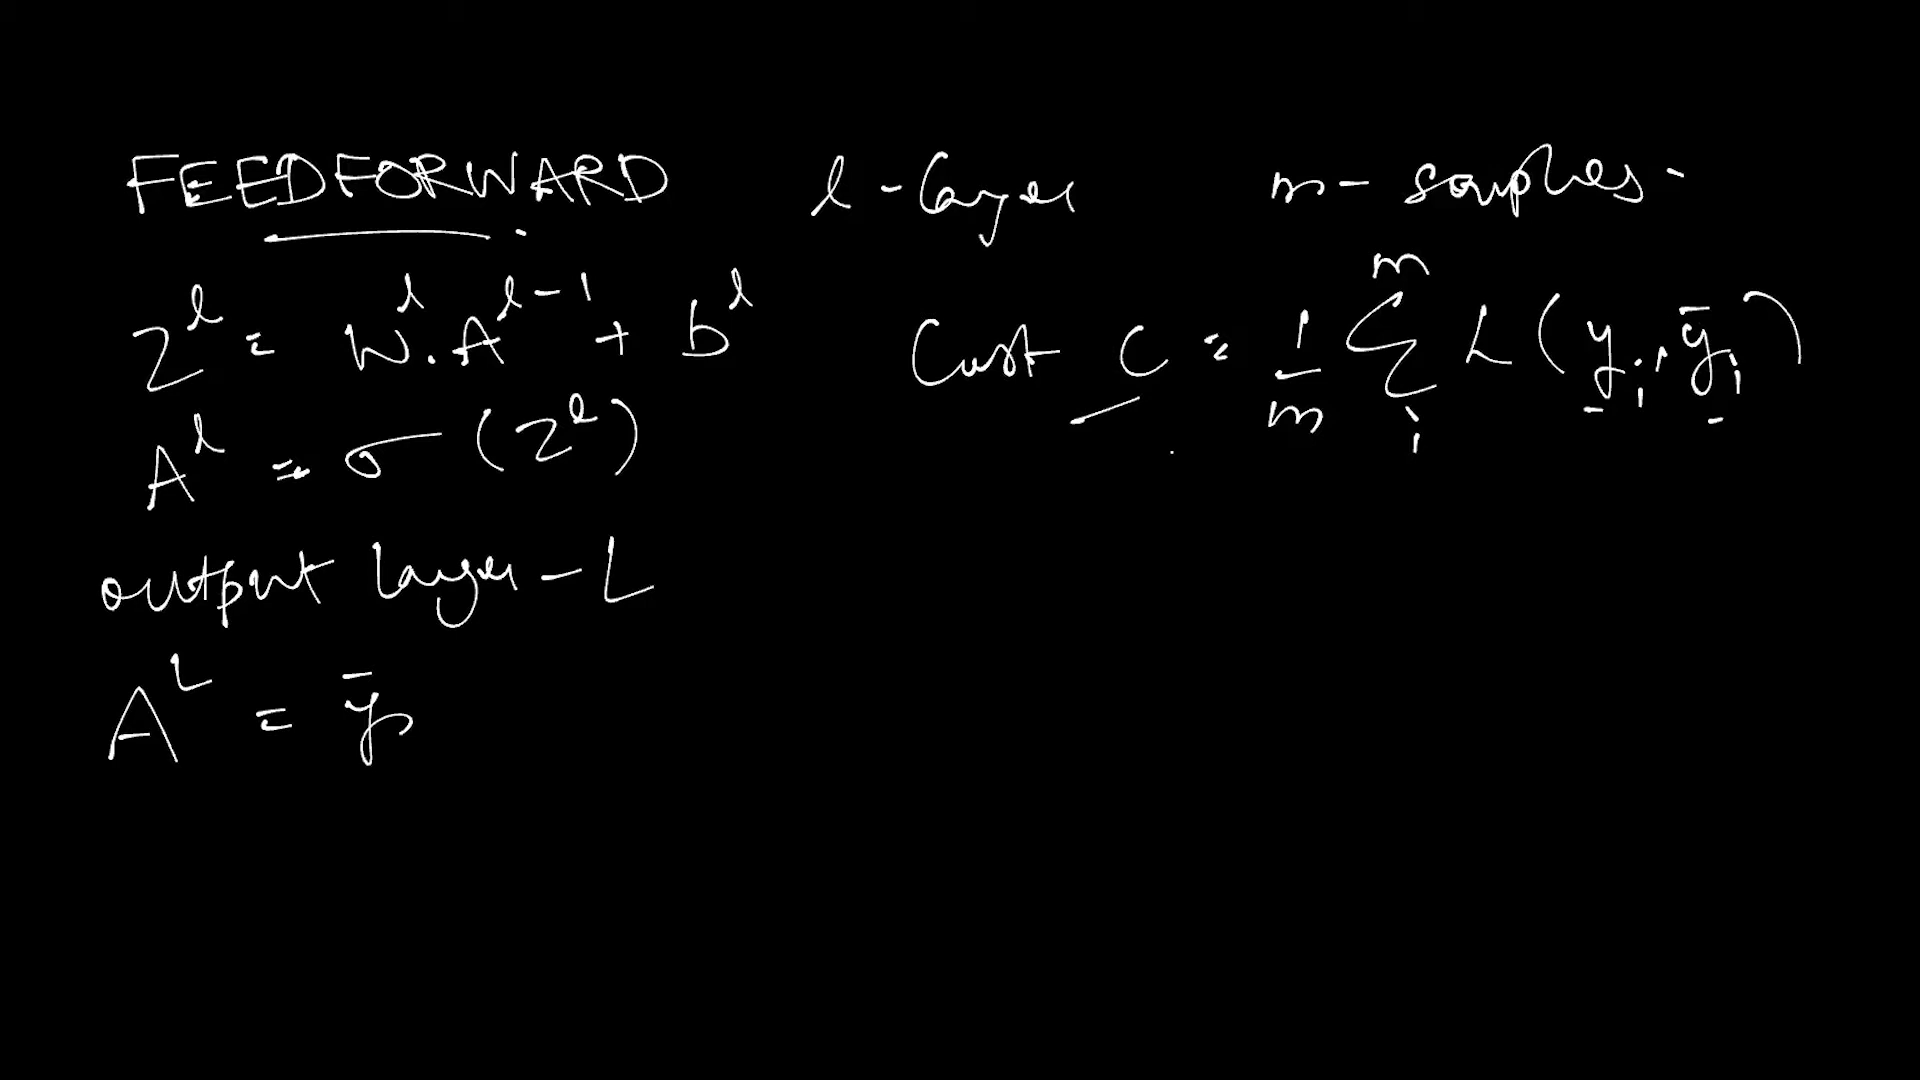 FEEDFORWARD l - layer m - samples.
Z^l = W^l . A^{l-1} + b^l
Cost C = 1/m Σ_i^m L(y_i, ȳ_i)
A^l = σ(Z^l)
output layer - L
A^L = ȳ